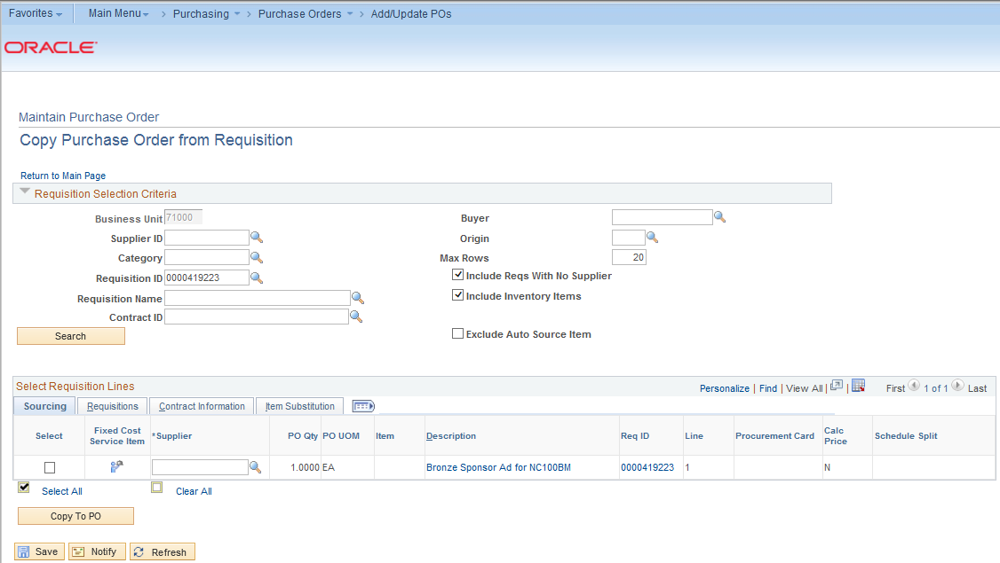 Favorites Main Menu > Purchasing > Purchase Orders > Add/Update POs
ORACLE
Maintain Purchase Order
Copy Purchase Order from Requisition
Return to Main Page
Requisition Selection Criteria
Business Unit 71000 Buyer
Supplier ID Origin
Category Max Rows 20
Requisition ID 0000419223 Include Reqs With No Supplier
Requisition Name Include Inventory Items
Contract ID
Search Exclude Auto Source Item
Select Requisition Lines Personalize | Find | View All | | First 1 of 1 Last
Sourcing Requisitions Contract Information Item Substitution
Select Fixed Cost Service Item *Supplier PO Qty PO UOM Item Description Req ID Line Procurement Card Calc Price Schedule Split
1.0000 EA Bronze Sponsor Ad for NC100BM 0000419223 1 N
Select All Clear All
Copy To PO
Save Notify Refresh